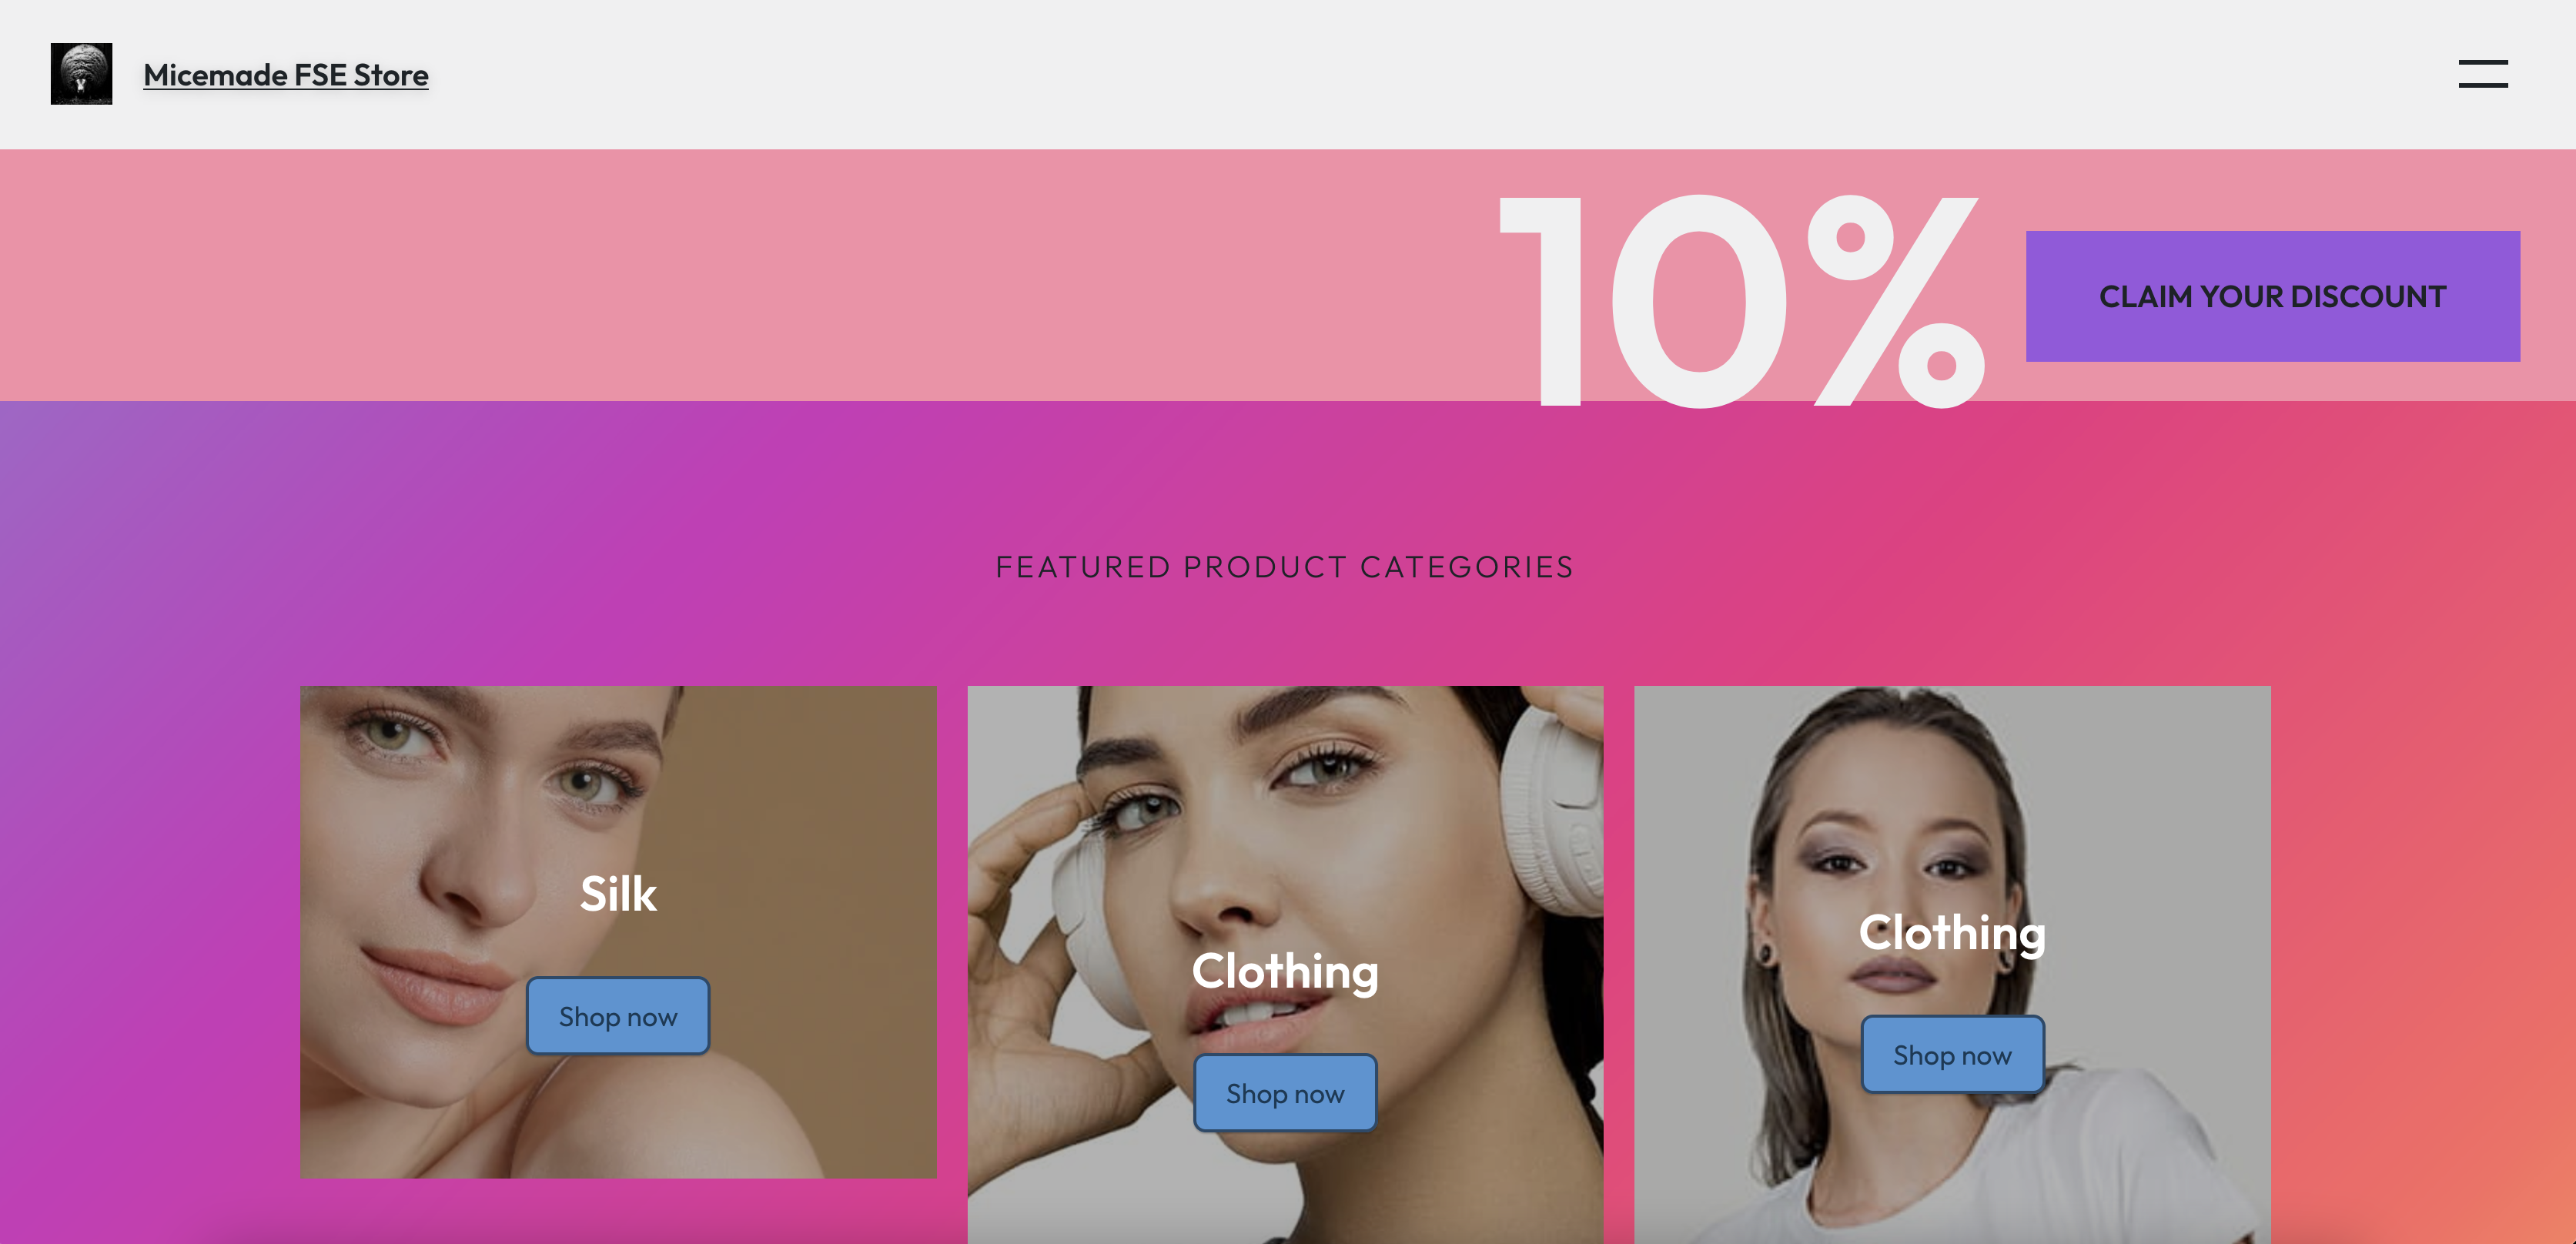 Micemade FSE Store
10%
CLAIM YOUR DISCOUNT
FEATURED PRODUCT CATEGORIES
Silk
Shop now
Clothing
Shop now
Clothing
Shop now